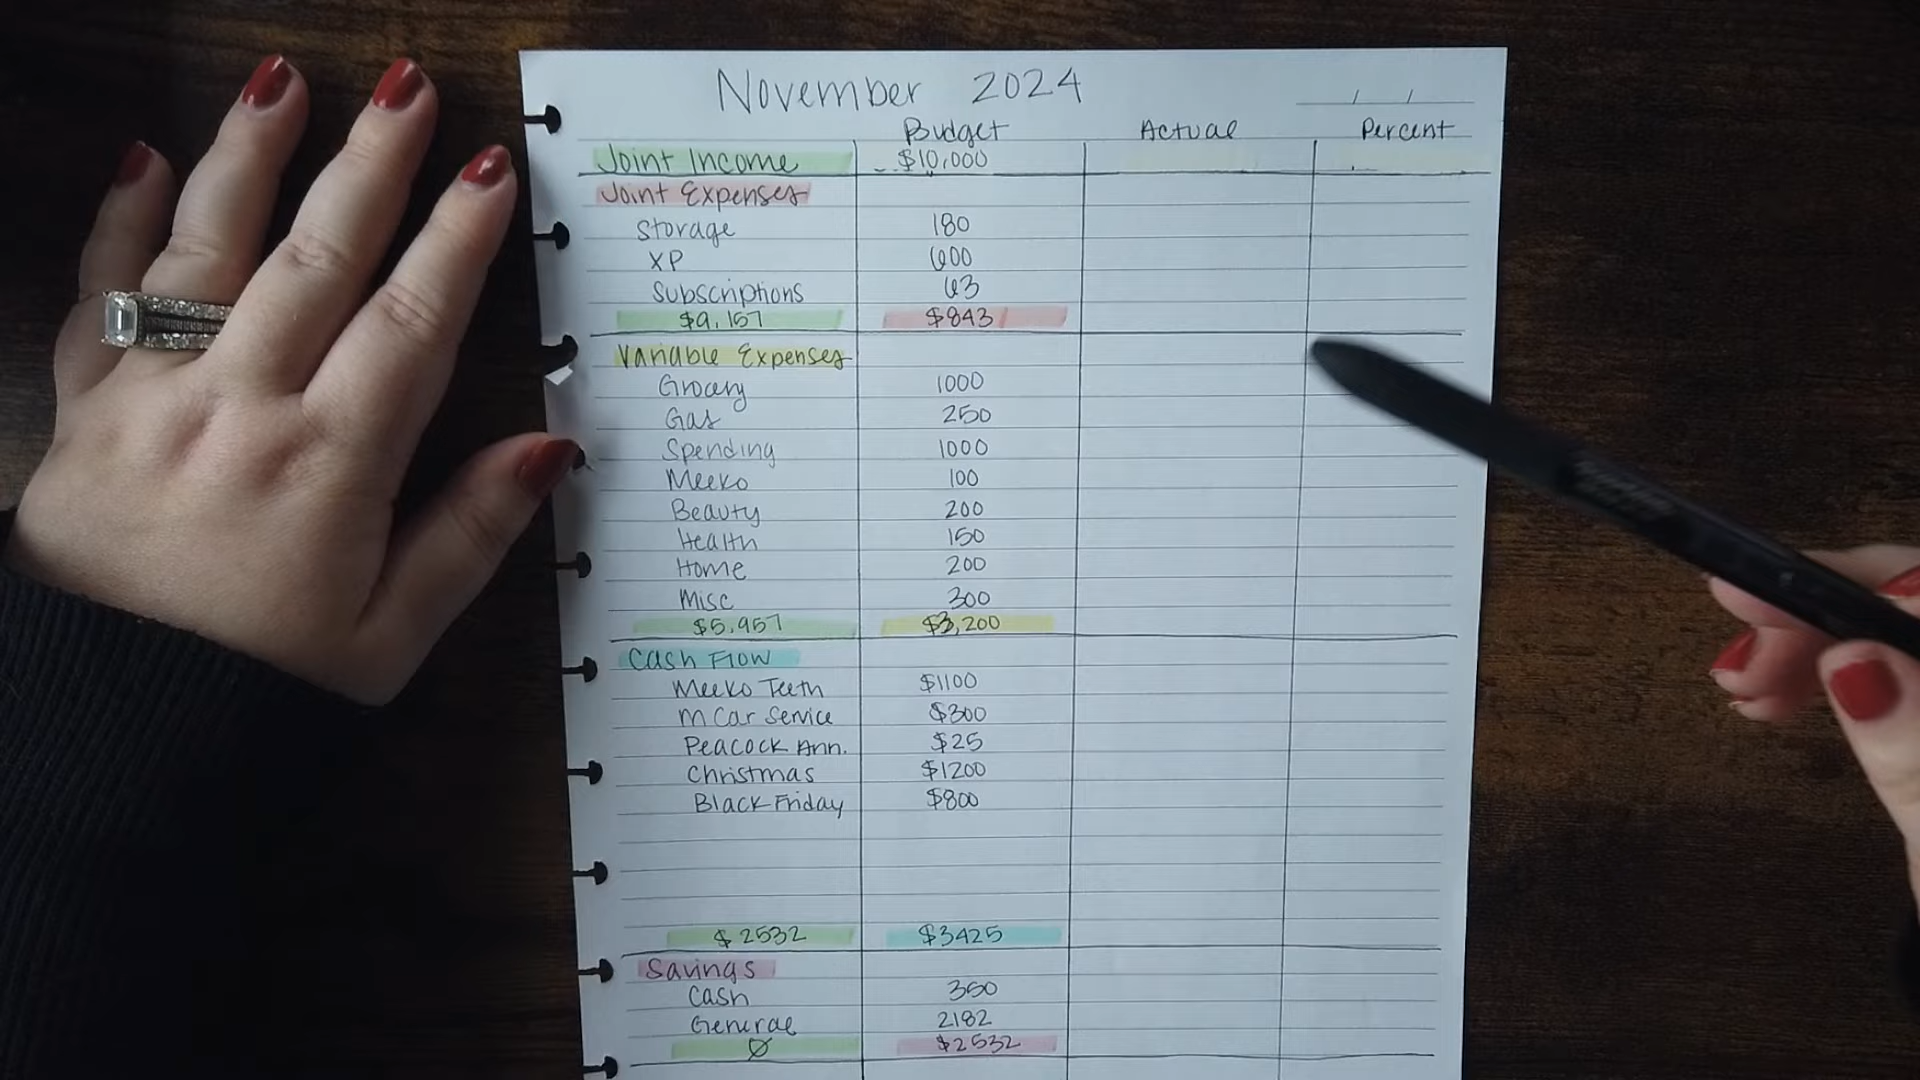 November 2024
/ /
Budget Actual Percent
Joint Income $10,000
Joint Expenses
Storage 180
XP 600
Subscriptions 63
$9,157 $843
Variable Expenses
Grocery 1000
Gas 250
Spending 1000
Meeko 100
Beauty 200
Health 150
Home 200
Misc 300
$5,957 $3,200
Cash Flow
Meeko Teeth $1100
M Car Service $300
Peacock Ann. $25
Christmas $1200
Black Friday $800
$2532 $3425
Savings
Cash 350
General 2182
Ø $2532